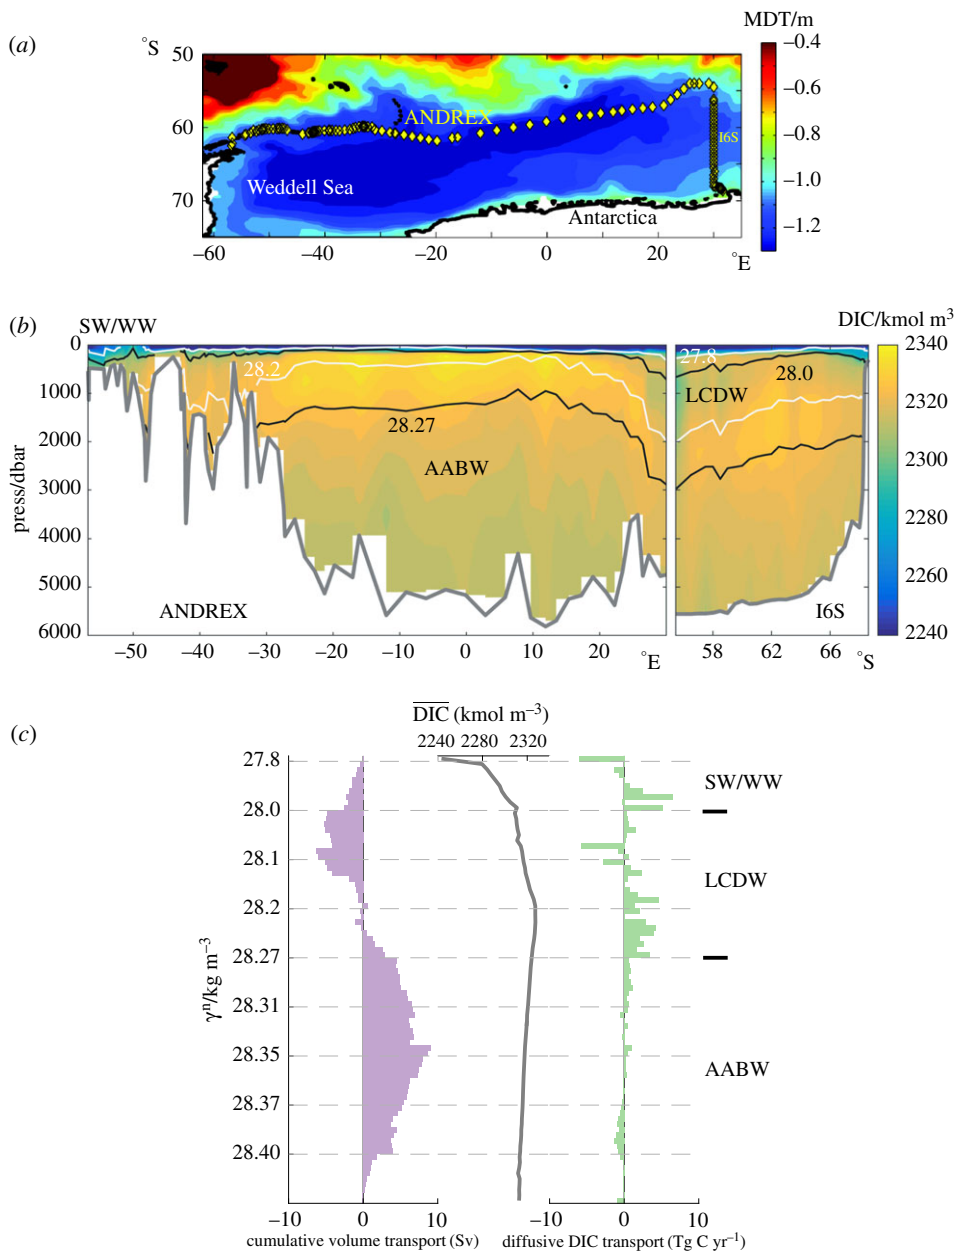 (a)
°S
MDT/m
50
60
70
ANDREX
I6S
Weddell Sea
Antarctica
−60
−40
−20
0
20
°E
−0.4
−0.6
−0.8
−1.0
−1.2
(b)
SW/WW
DIC/kmol m³
0
1000
2000
3000
4000
5000
6000
press/dbar
28.2
28.27
AABW
ANDREX
27.8
28.0
LCDW
I6S
−50
−40
−30
−20
−10
0
10
20
°E
58
62
66
°S
2340
2320
2300
2280
2260
2240
(c)
DIC (kmol m⁻³)
2240 2280 2320
27.8
28.0
28.1
28.2
28.27
28.31
28.35
28.37
28.40
γⁿ/kg m⁻³
SW/WW
LCDW
AABW
−10 0 10
−10 0 10
cumulative volume transport (Sv)
diffusive DIC transport (Tg C yr⁻¹)